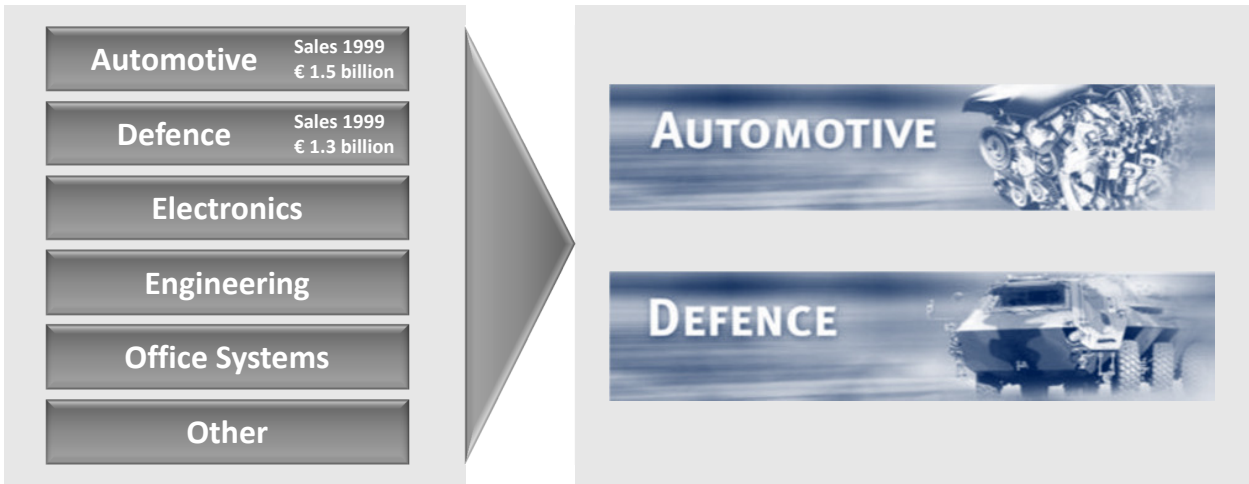 Automotive
Sales 1999
€ 1.5 billion
Defence
Sales 1999
€ 1.3 billion
Electronics
Engineering
Office Systems
Other
AUTOMOTIVE
DEFENCE